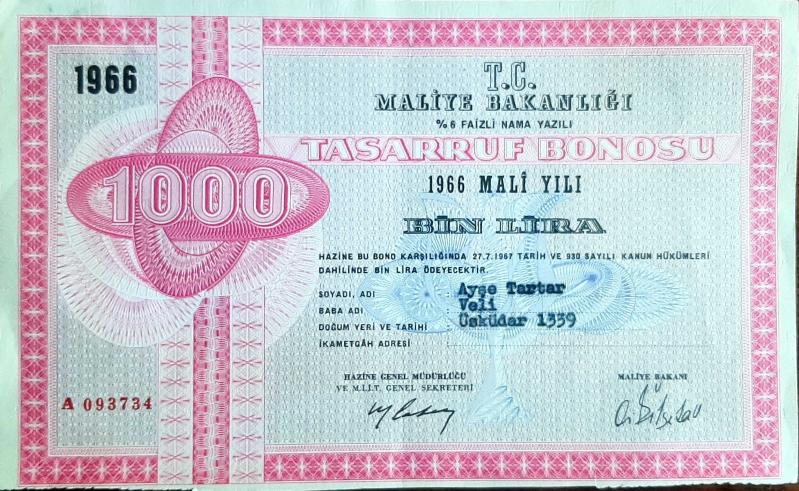 1966
T.C.
MALİYE BAKANLIĞI
%6 FAİZLİ NAMA YAZILI
TASARRUF BONOSU
1966 MALÎ YILI
1000
BİN LİRA
HAZİNE BU BONO KARŞILIĞINDA 27.7.1967 TARİH VE 930 SAYILI KANUN HÜKÜMLERİ
DAHİLİNDE BİN LİRA ÖDEYECEKTİR.
SOYADI, ADI : Ayşe Tartar
BABA ADI : Veli
DOĞUM YERİ VE TARİHİ : Üsküdar 1339
İKAMETGÂH ADRESİ :
HAZİNE GENEL MÜDÜRLÜĞÜ
VE M.İ.İ.T. GENEL SEKRETERİ
MALİYE BAKANI
A 093734